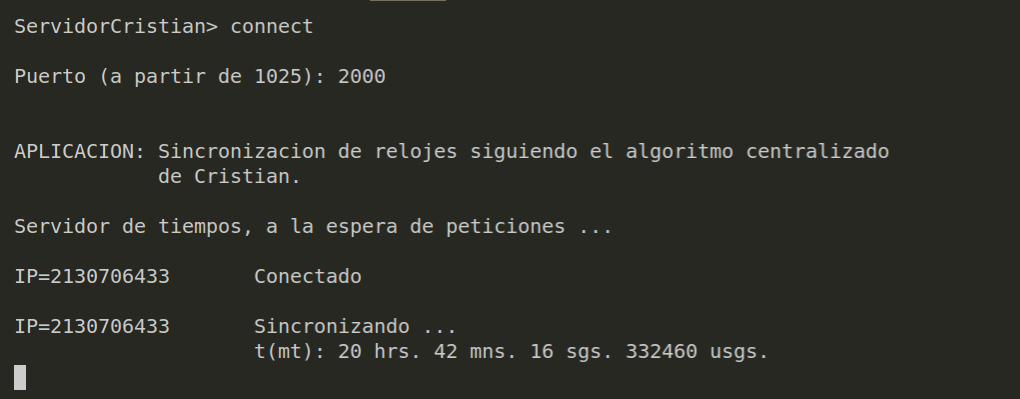 ServidorCristian> connect
Puerto (a partir de 1025): 2000
APLICACION: Sincronizacion de relojes siguiendo el algoritmo centralizado
de Cristian.
Servidor de tiempos, a la espera de peticiones ...
IP=2130706433 Conectado
IP=2130706433 Sincronizando ...
t(mt): 20 hrs. 42 mns. 16 sgs. 332460 usgs.